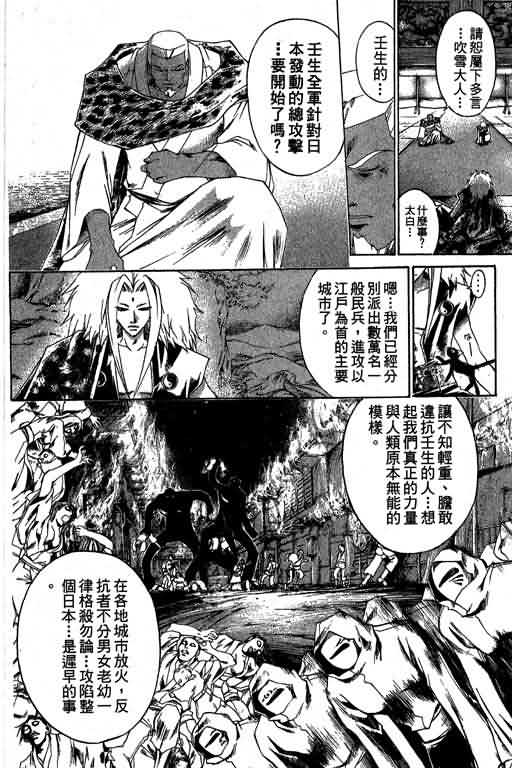 請恕屬下多言
…吹雪大人…
什麼事？
太白…
壬生的…
壬生全軍針對日
本發動的總攻擊
…要開始了嗎？
…
嗯…我們已經分
別派出數萬名一
般民兵，進攻以
江戶為首的主要
城市了。
讓不知輕重、膽敢
違抗壬生的人…想
起我們真正的力量
與人類原本無能的
模樣。
在各地城市放火，反
抗者不分男女老幼一
律格殺勿論…攻陷整
個日本…是遲早的事
。